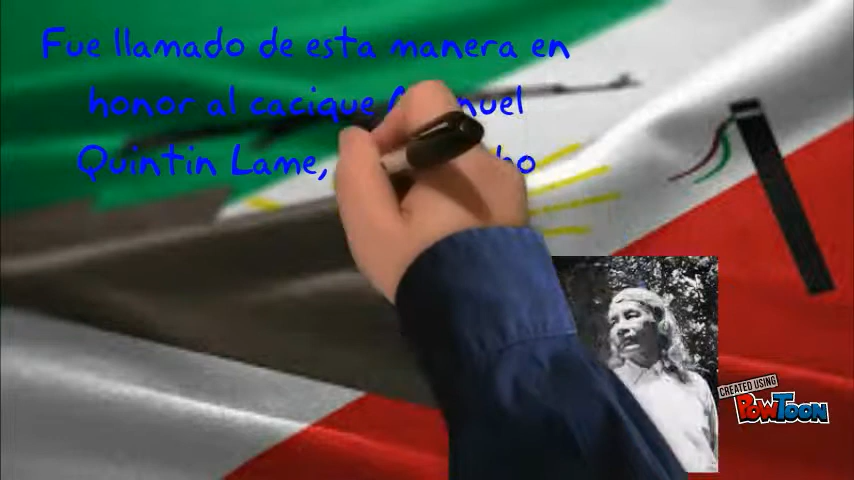 Fue llamado de esta manera en
honor al cacique
Quintin Lame,
CREATED USING
POWTOON